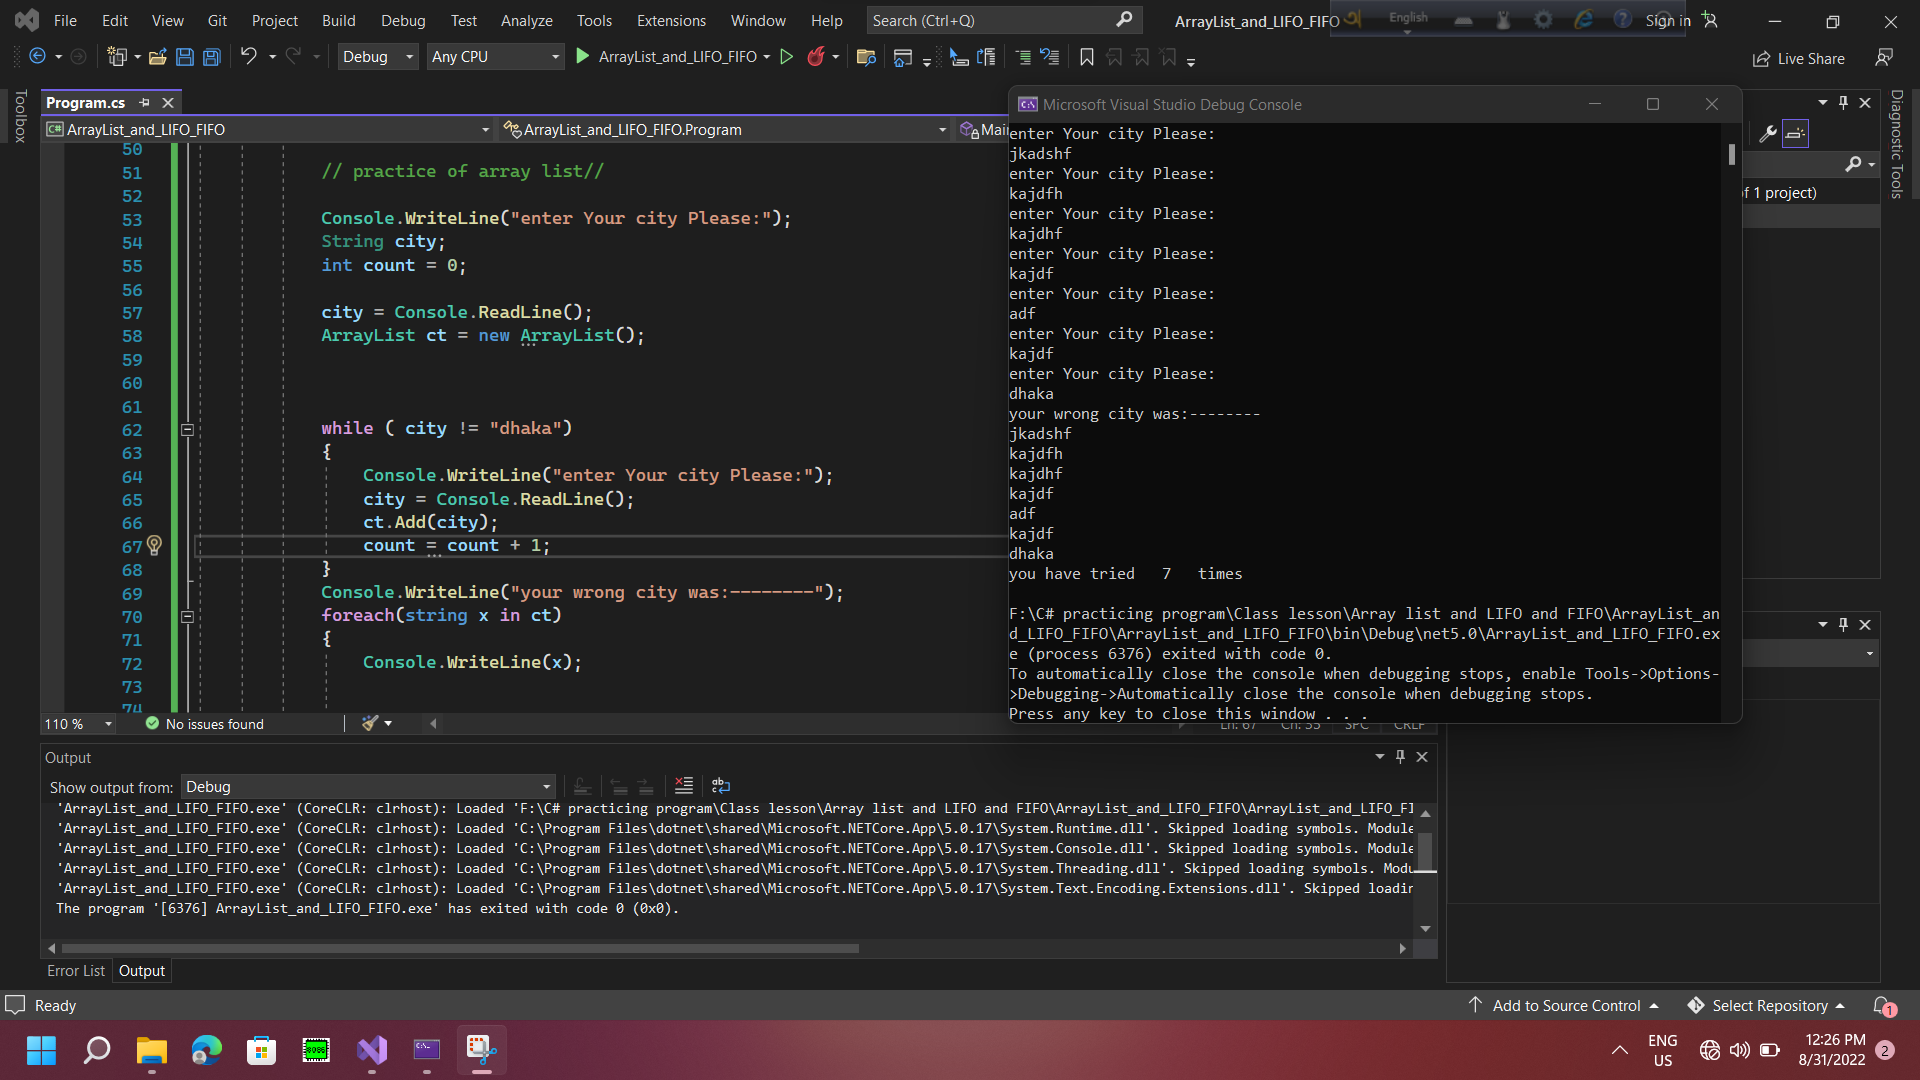 File Edit View Git Project Build Debug Test Analyze Tools Extensions Window Help Search (Ctrl+Q) ArrayList_and_LIFO_FIFO English Sign in
Debug Any CPU ArrayList_and_LIFO_FIFO Live Share
Toolbox
Program.cs
ArrayList_and_LIFO_FIFO ArrayList_and_LIFO_FIFO.Program Main
50
51 // practice of array list//
52
53 Console.WriteLine("enter Your city Please:");
54 String city;
55 int count = 0;
56
57 city = Console.ReadLine();
58 ArrayList ct = new ArrayList();
59
60
61
62 while ( city != "dhaka")
63 {
64 Console.WriteLine("enter Your city Please:");
65 city = Console.ReadLine();
66 ct.Add(city);
67 count = count + 1;
68 }
69 Console.WriteLine("your wrong city was:--------");
70 foreach(string x in ct)
71 {
72 Console.WriteLine(x);
73
74
110 % No issues found Ln: 67 Ch: 35 SPC CRLF
Microsoft Visual Studio Debug Console
enter Your city Please:
jkadshf
enter Your city Please:
kajdfh
enter Your city Please:
kajdhf
enter Your city Please:
kajdf
enter Your city Please:
adf
enter Your city Please:
kajdf
enter Your city Please:
dhaka
your wrong city was:--------
jkadshf
kajdfh
kajdhf
kajdf
adf
kajdf
dhaka
you have tried   7   times
F:\C# practicing program\Class lesson\Array list and LIFO and FIFO\ArrayList_an
d_LIFO_FIFO\ArrayList_and_LIFO_FIFO\bin\Debug\net5.0\ArrayList_and_LIFO_FIFO.ex
e (process 6376) exited with code 0.
To automatically close the console when debugging stops, enable Tools->Options-
>Debugging->Automatically close the console when debugging stops.
Press any key to close this window . . .
of 1 project)
Diagnostic Tools
Output
Show output from: Debug
'ArrayList_and_LIFO_FIFO.exe' (CoreCLR: clrhost): Loaded 'F:\C# practicing program\Class lesson\Array list and LIFO and FIFO\ArrayList_and_LIFO_FIFO\ArrayList_and_LIFO_FI
'ArrayList_and_LIFO_FIFO.exe' (CoreCLR: clrhost): Loaded 'C:\Program Files\dotnet\shared\Microsoft.NETCore.App\5.0.17\System.Runtime.dll'. Skipped loading symbols. Module
'ArrayList_and_LIFO_FIFO.exe' (CoreCLR: clrhost): Loaded 'C:\Program Files\dotnet\shared\Microsoft.NETCore.App\5.0.17\System.Console.dll'. Skipped loading symbols. Module
'ArrayList_and_LIFO_FIFO.exe' (CoreCLR: clrhost): Loaded 'C:\Program Files\dotnet\shared\Microsoft.NETCore.App\5.0.17\System.Threading.dll'. Skipped loading symbols. Modu
'ArrayList_and_LIFO_FIFO.exe' (CoreCLR: clrhost): Loaded 'C:\Program Files\dotnet\shared\Microsoft.NETCore.App\5.0.17\System.Text.Encoding.Extensions.dll'. Skipped loadin
The program '[6376] ArrayList_and_LIFO_FIFO.exe' has exited with code 0 (0x0).
Error List Output
Ready Add to Source Control Select Repository 1
ENG
US
12:26 PM
8/31/2022
2